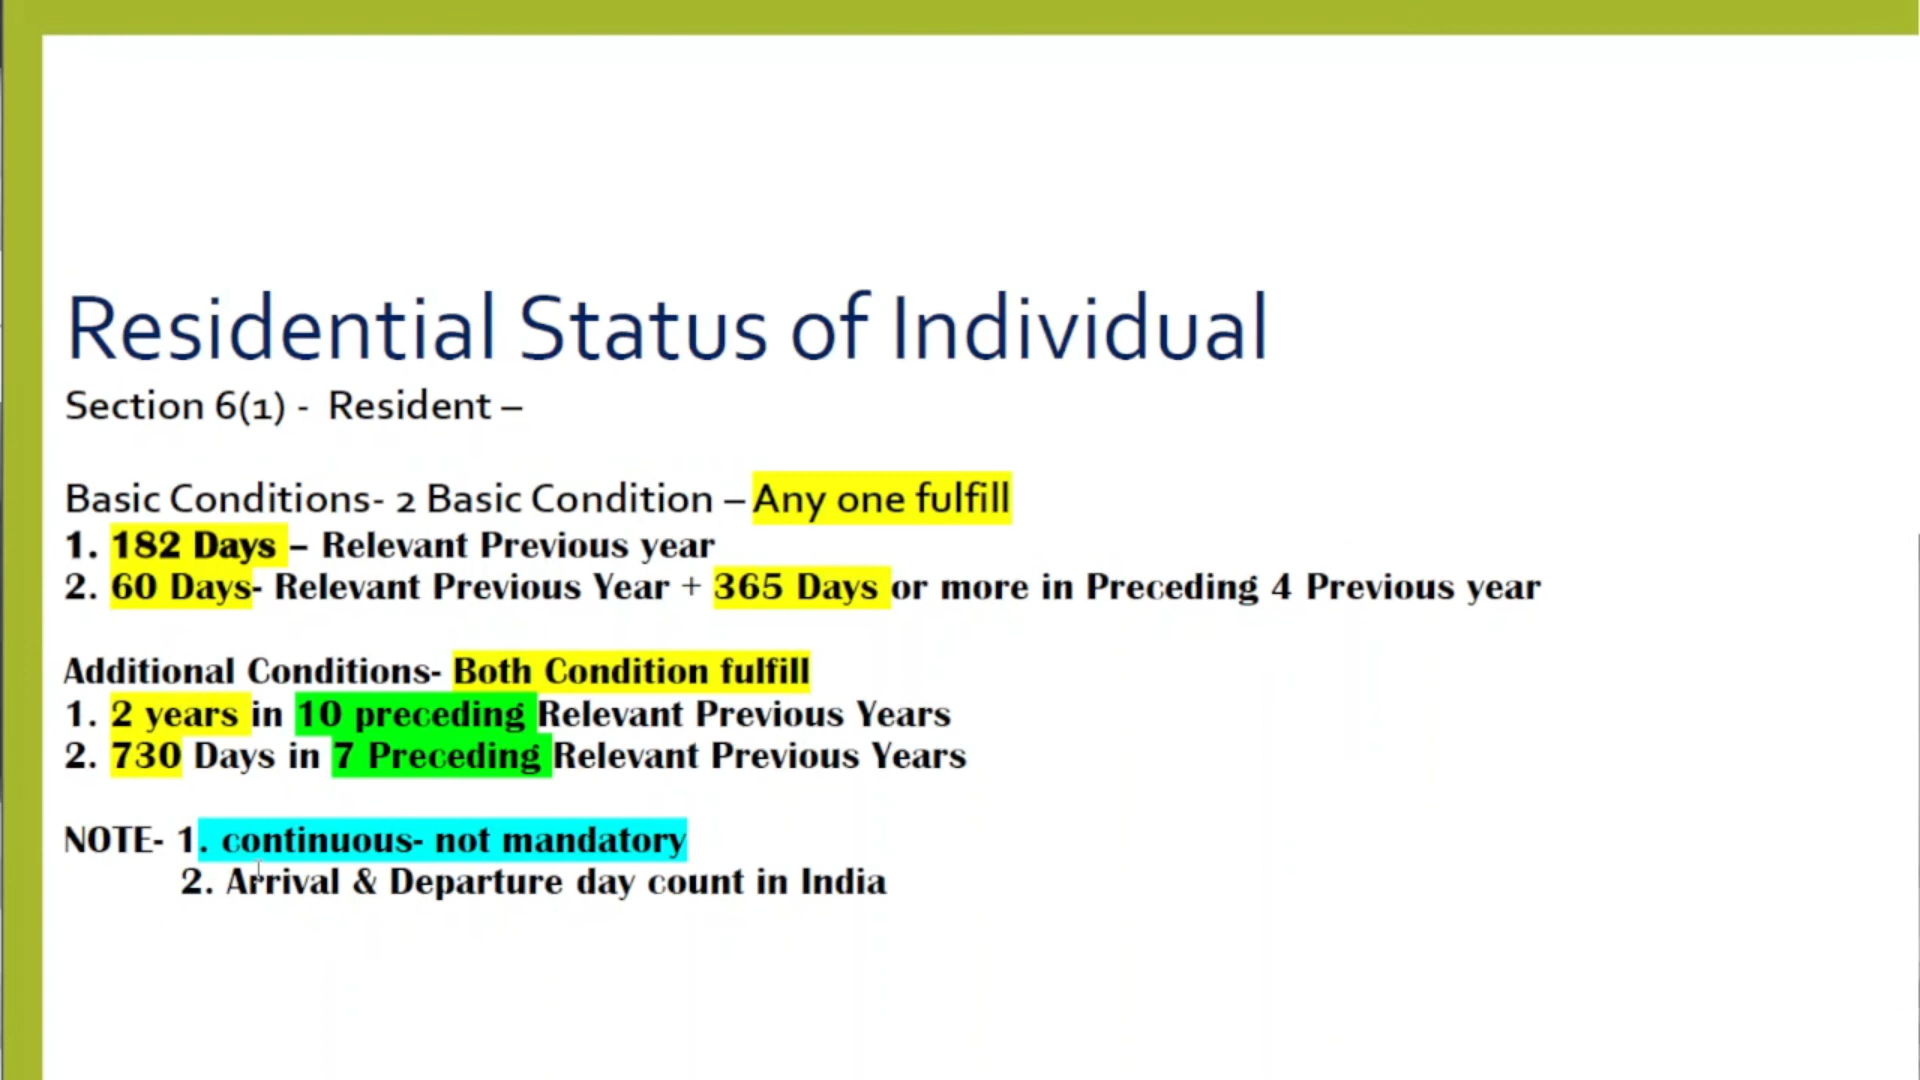 Residential Status of Individual
Section 6(1) - Resident –
Basic Conditions- 2 Basic Condition – Any one fulfill
1. 182 Days – Relevant Previous year
2. 60 Days- Relevant Previous Year + 365 Days or more in Preceding 4 Previous year
Additional Conditions- Both Condition fulfill
1. 2 years in 10 preceding Relevant Previous Years
2. 730 Days in 7 Preceding Relevant Previous Years
NOTE- 1. continuous- not mandatory
2. Arrival & Departure day count in India